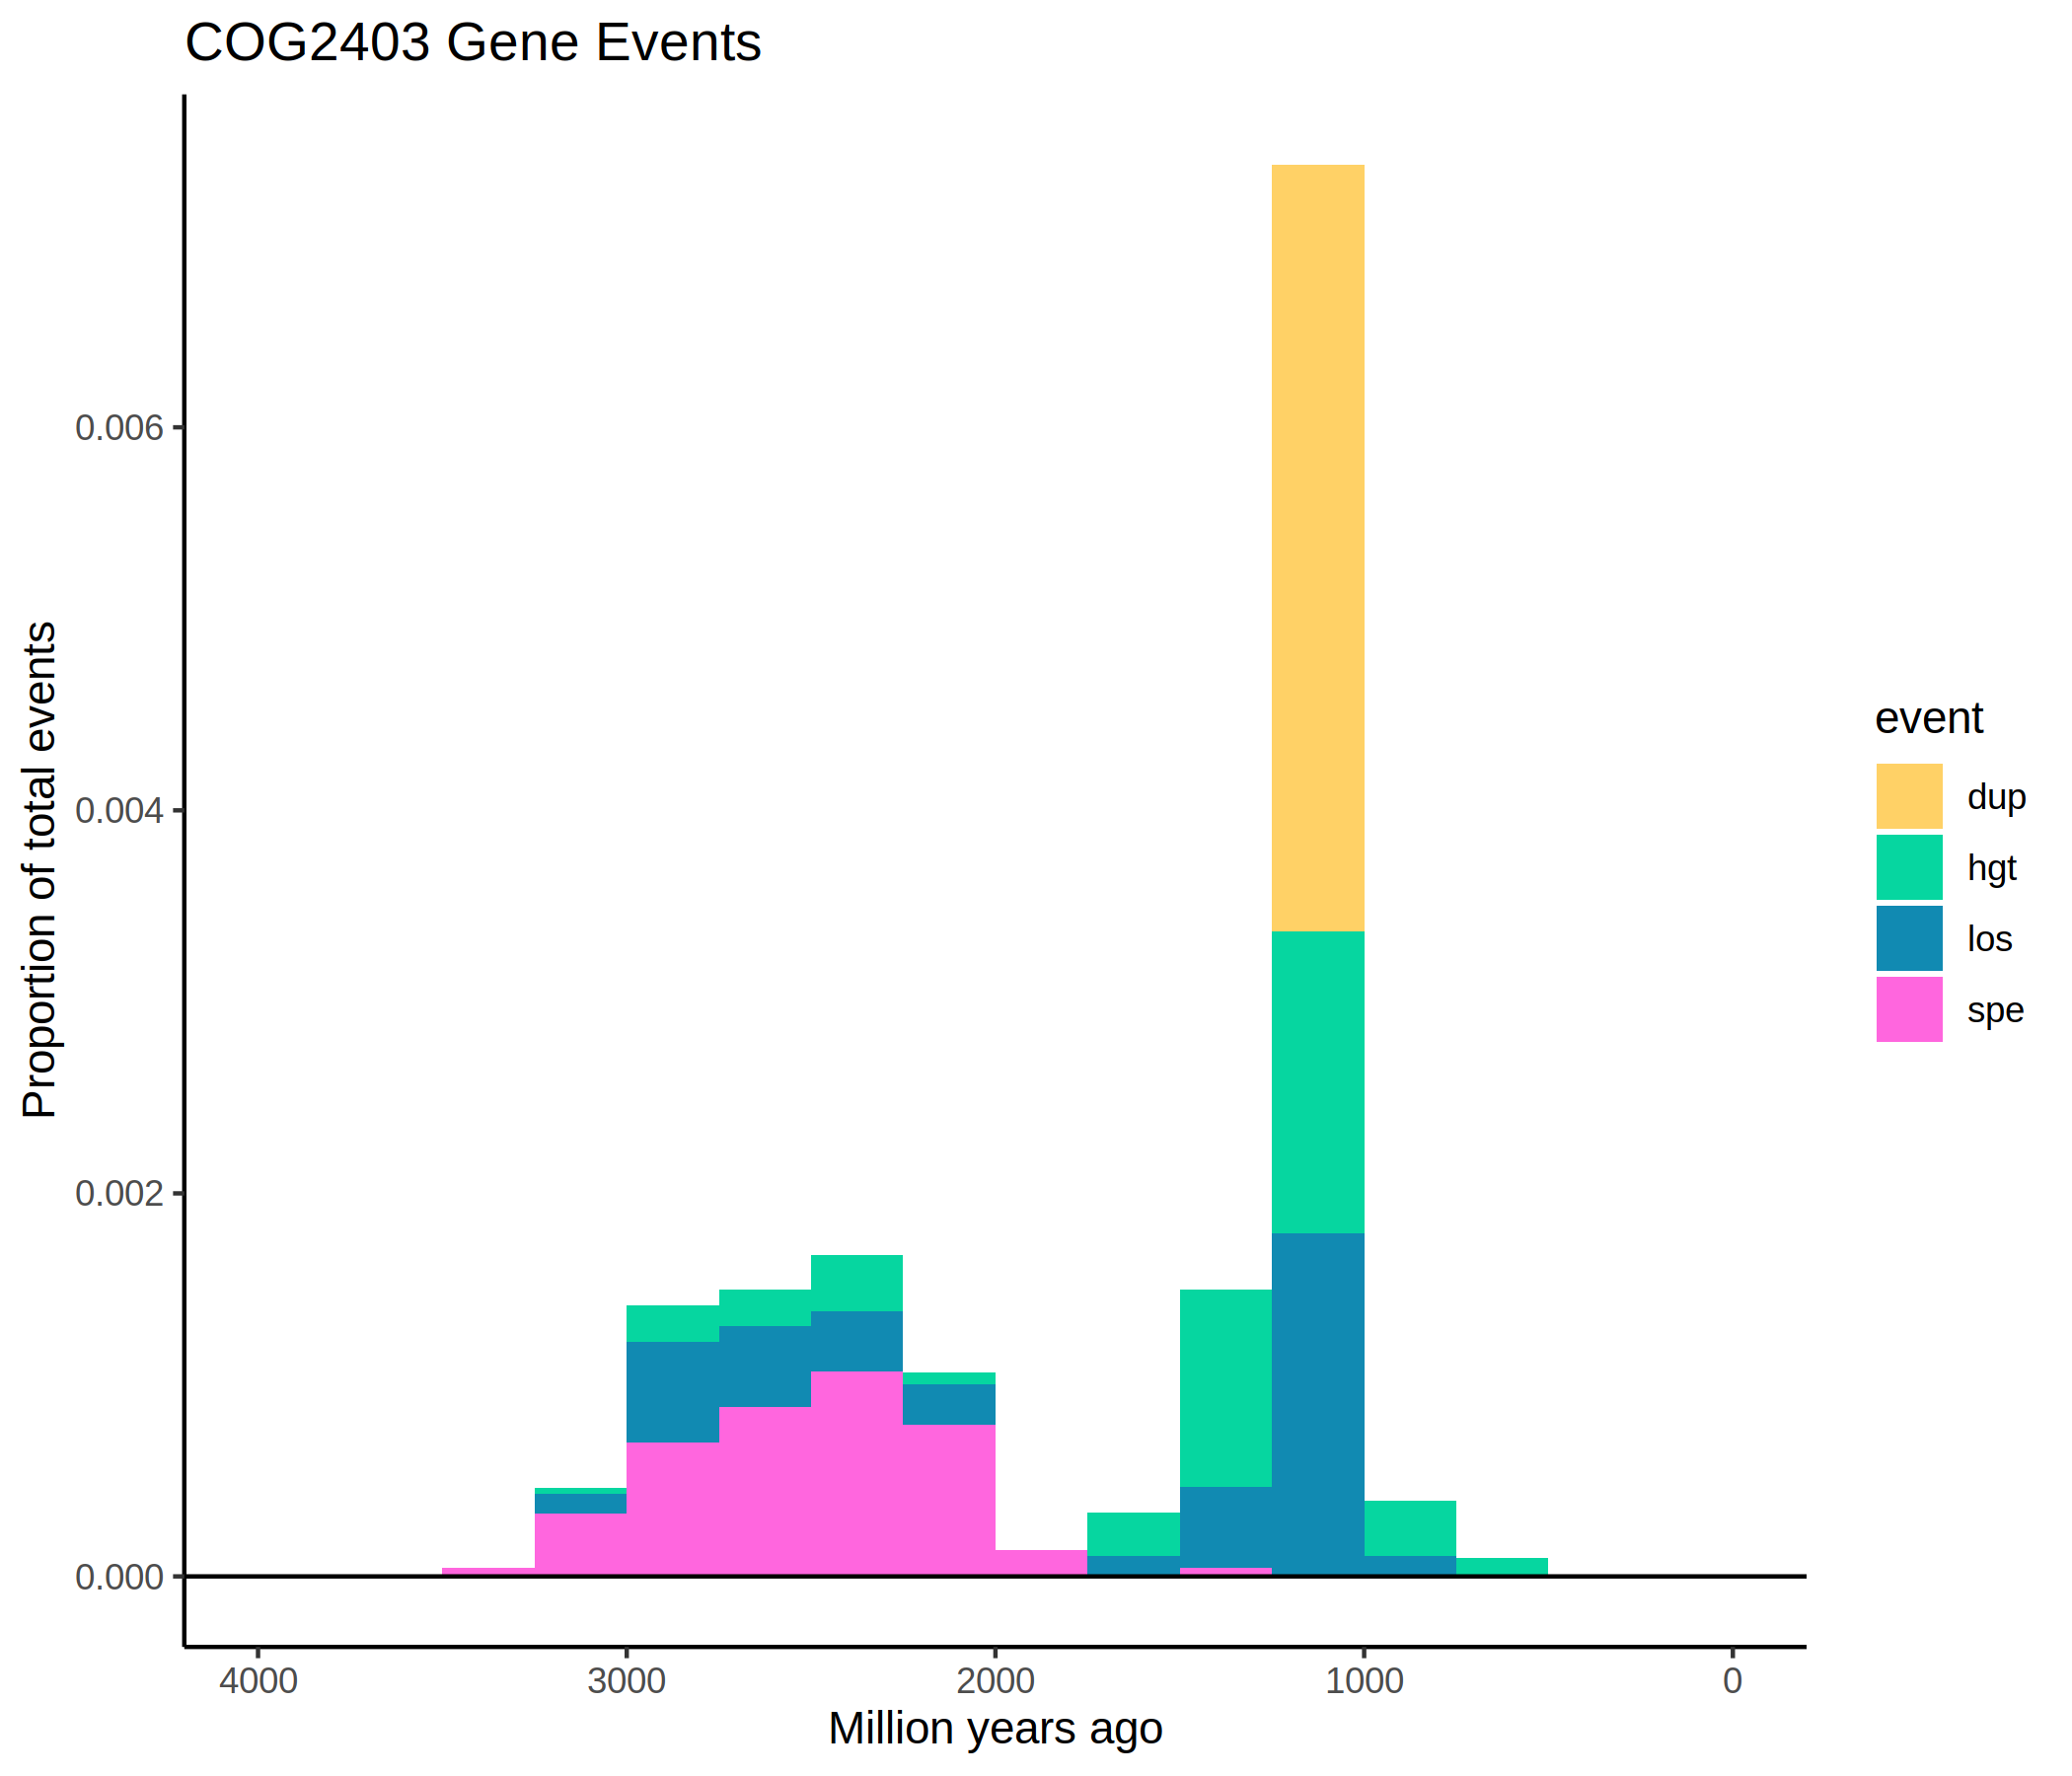 COG2403 Gene Events
Proportion of total events
0.006
0.004
0.002
0.000
4000 3000 2000 1000 0
Million years ago
event
dup
hgt
los
spe